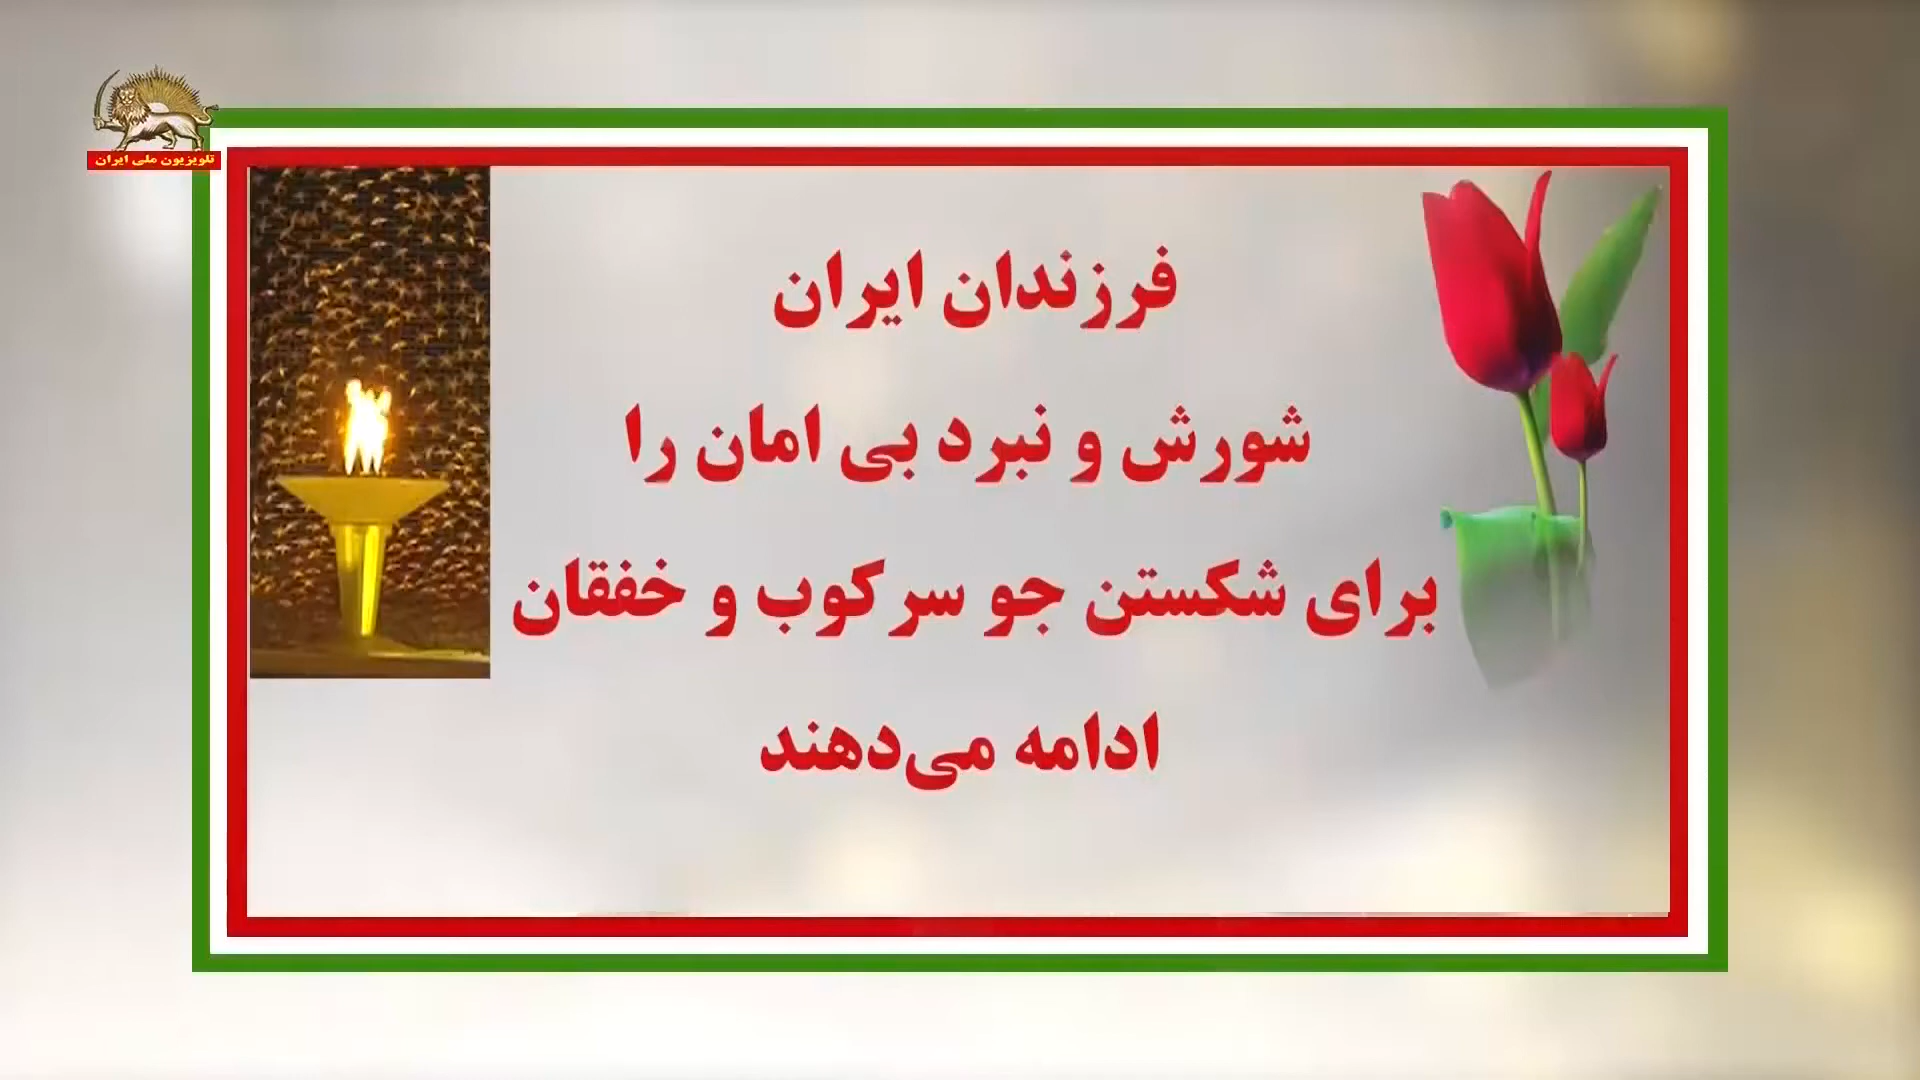 تلویزیون ملی ایران
فرزندان ایران
شورش و نبرد بی امان را
برای شکستن جو سرکوب و خفقان
ادامه می‌دهند